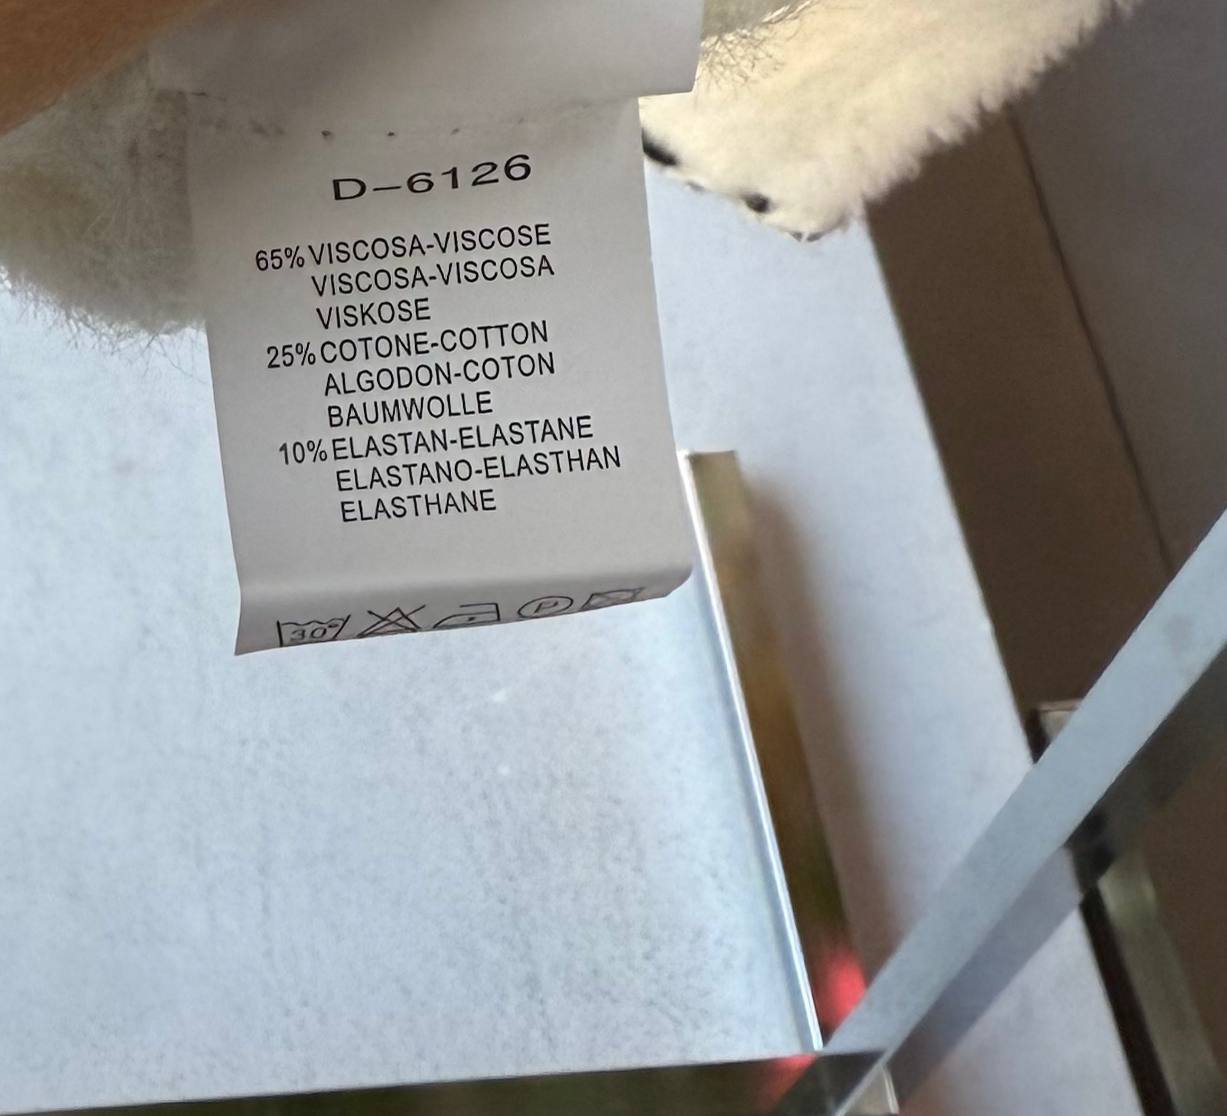 D-6126
65% VISCOSA-VISCOSE
VISCOSA-VISCOSA
VISKOSE
25% COTONE-COTTON
ALGODON-COTON
BAUMWOLLE
10% ELASTAN-ELASTANE
ELASTANO-ELASTHAN
ELASTHANE
30° P